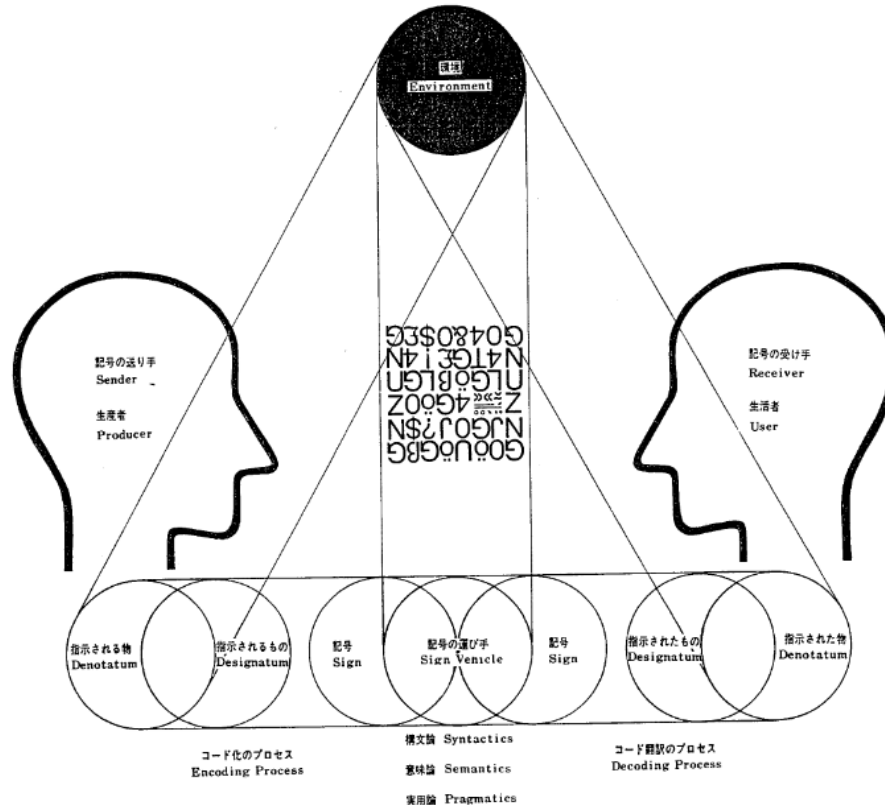 環境
Environment
記号の送り手
Sender
生産者
Producer
記号の受け手
Receiver
生活者
User
指示される物
Denotatum
指示されるもの
Designatum
記号
Sign
記号の運び手
Sign Venicle
記号
Sign
指示されたもの
Designatum
指示された物
Denotatum
コード化のプロセス
Encoding Process
構文論 Syntactics
意味論 Semantics
実用論 Pragmatics
コード翻訳のプロセス
Decoding Process